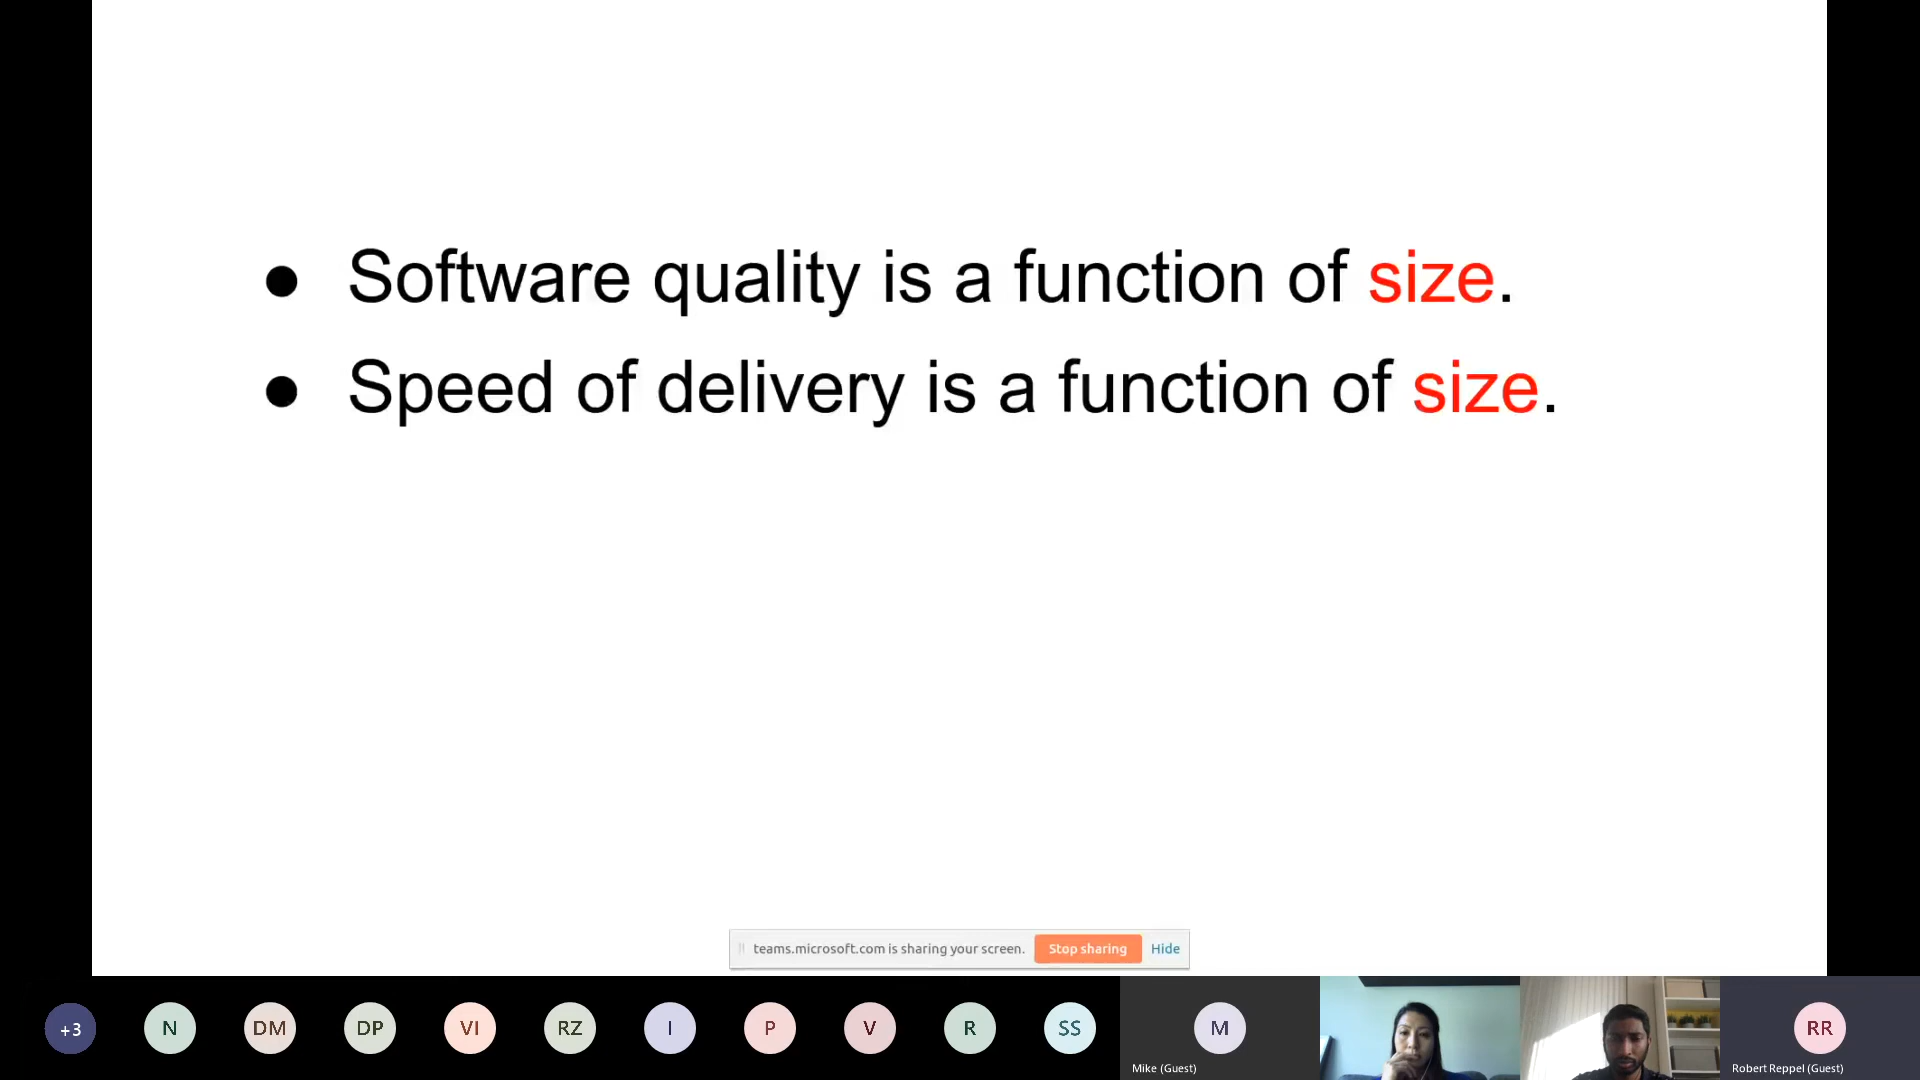 ● Software quality is a function of size.
● Speed of delivery is a function of size.
teams.microsoft.com is sharing your screen. Stop sharing Hide
+3 N DM DP VI RZ I P V R SS M RR
Mike (Guest) Robert Reppel (Guest)